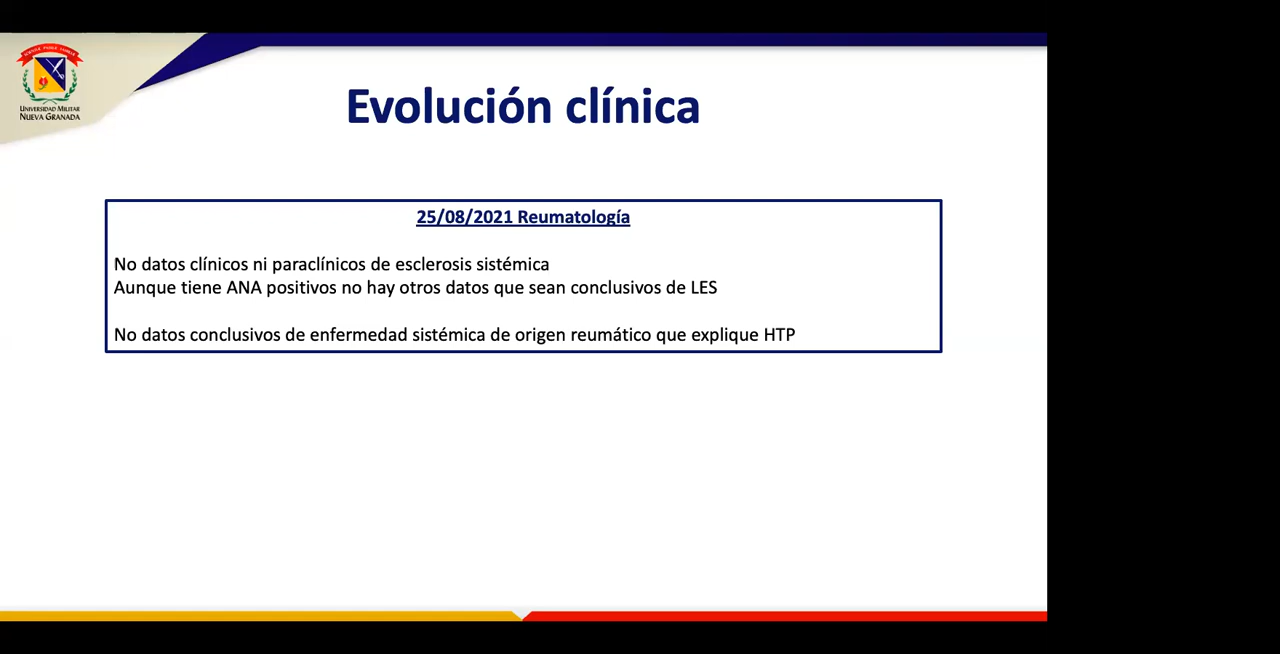 UNIVERSIDAD MILITAR
NUEVA GRANADA
Evolución clínica
25/08/2021 Reumatología
No datos clínicos ni paraclínicos de esclerosis sistémica
Aunque tiene ANA positivos no hay otros datos que sean conclusivos de LES
No datos conclusivos de enfermedad sistémica de origen reumático que explique HTP